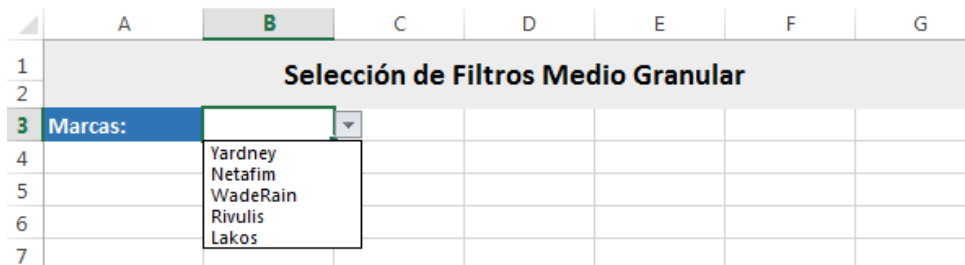 A B C D E F G
1
Selección de Filtros Medio Granular
2
3 Marcas:
4 Yardney
Netafim
5 WadeRain
6 Rivulis
Lakos
7